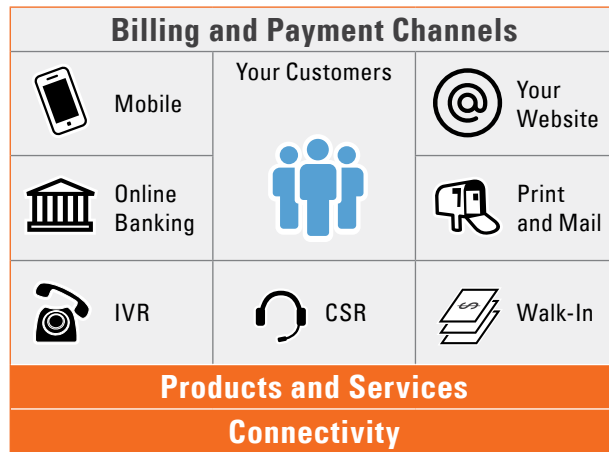 Billing and Payment Channels
Mobile
Your Customers
Your
Website
Online
Banking
Print
and Mail
IVR
CSR
$
Walk-In
Products and Services
Connectivity